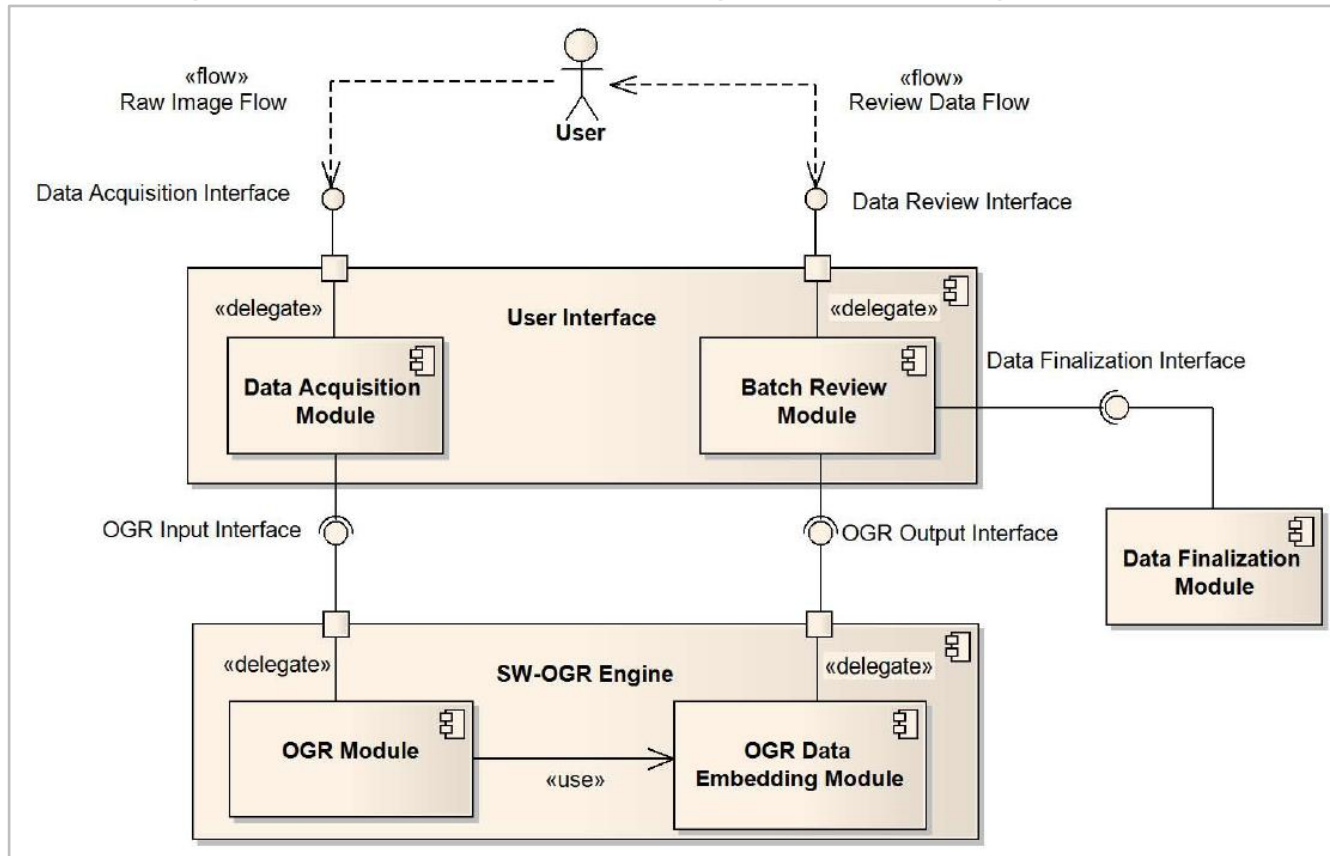 «flow»
Raw Image Flow
«flow»
Review Data Flow
User
Data Acquisition Interface
Data Review Interface
«delegate»
User Interface
«delegate»
Data Acquisition
Module
Batch Review
Module
Data Finalization Interface
OGR Input Interface
OGR Output Interface
Data Finalization
Module
«delegate»
SW-OGR Engine
«delegate»
OGR Module
«use»
OGR Data
Embedding Module